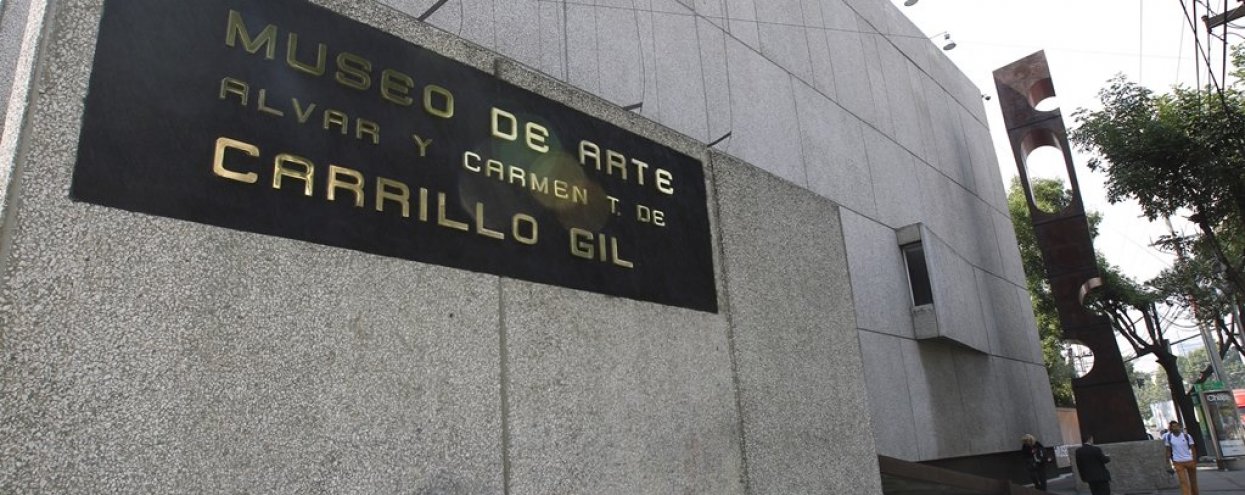 MUSEO DE ARTE
ALVAR Y CARMEN T. DE
CARRILLO GIL